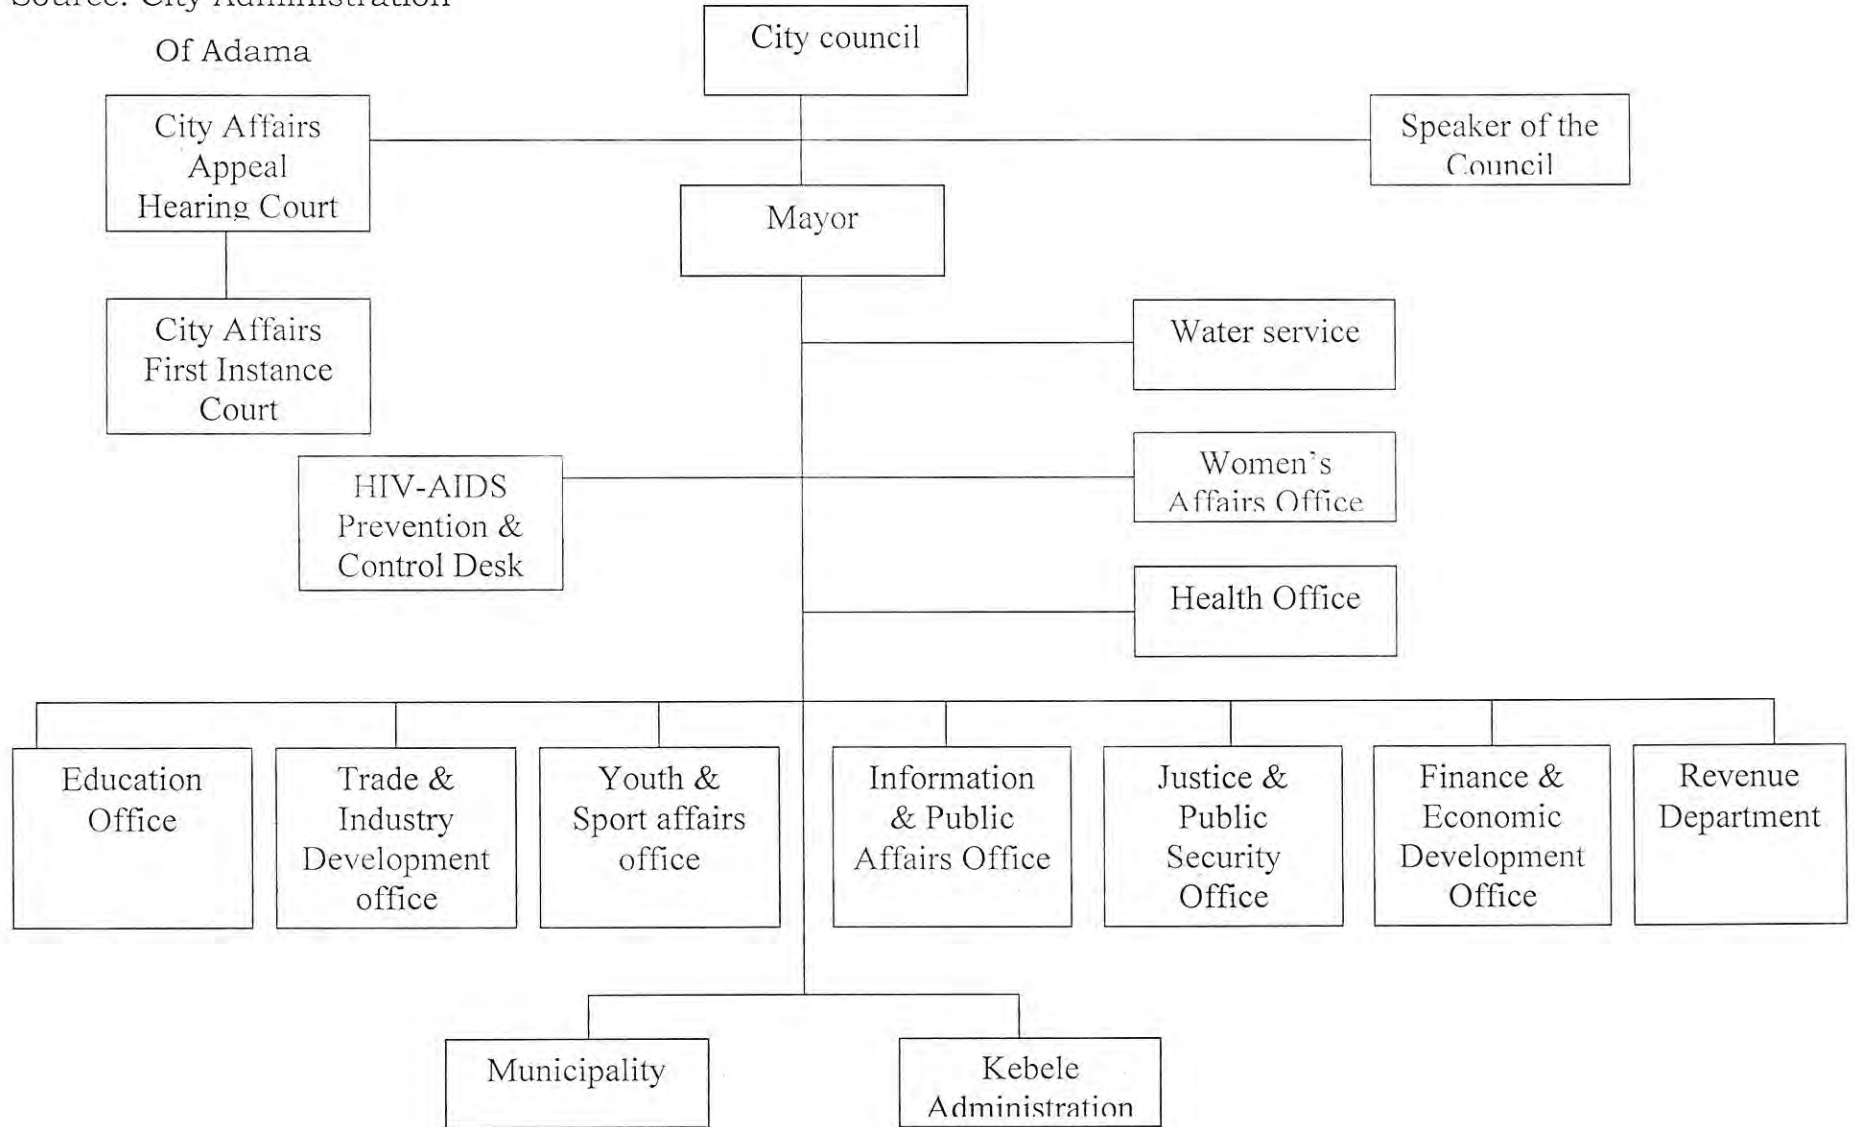 Source: City Administration
Of Adama
City council
City Affairs
Appeal
Hearing Court
Speaker of the
Council
Mayor
City Affairs
First Instance
Court
Water service
HIV-AIDS
Prevention &
Control Desk
Women's
Affairs Office
Health Office
Education
Office
Trade &
Industry
Development
office
Youth &
Sport affairs
office
Information
& Public
Affairs Office
Justice &
Public
Security
Office
Finance &
Economic
Development
Office
Revenue
Department
Municipality
Kebele
Administration